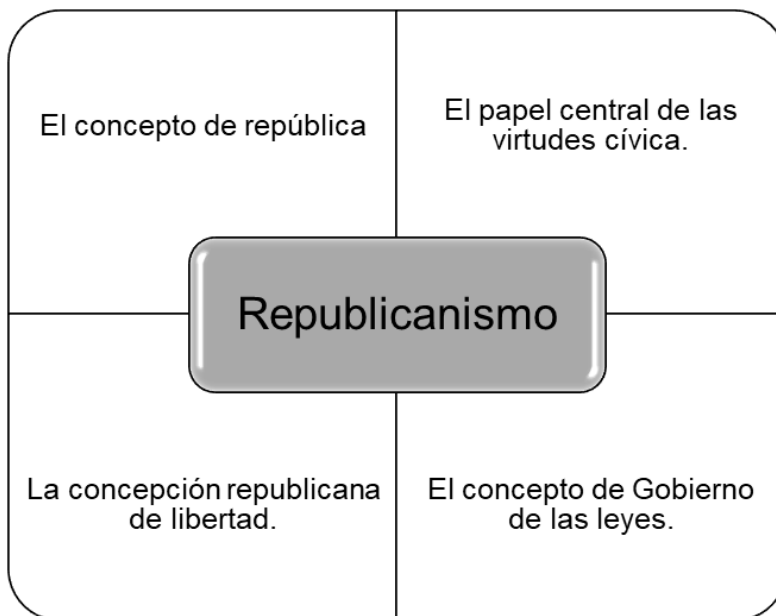 El concepto de república
El papel central de las
virtudes cívica.
Republicanismo
La concepción republicana
de libertad.
El concepto de Gobierno
de las leyes.